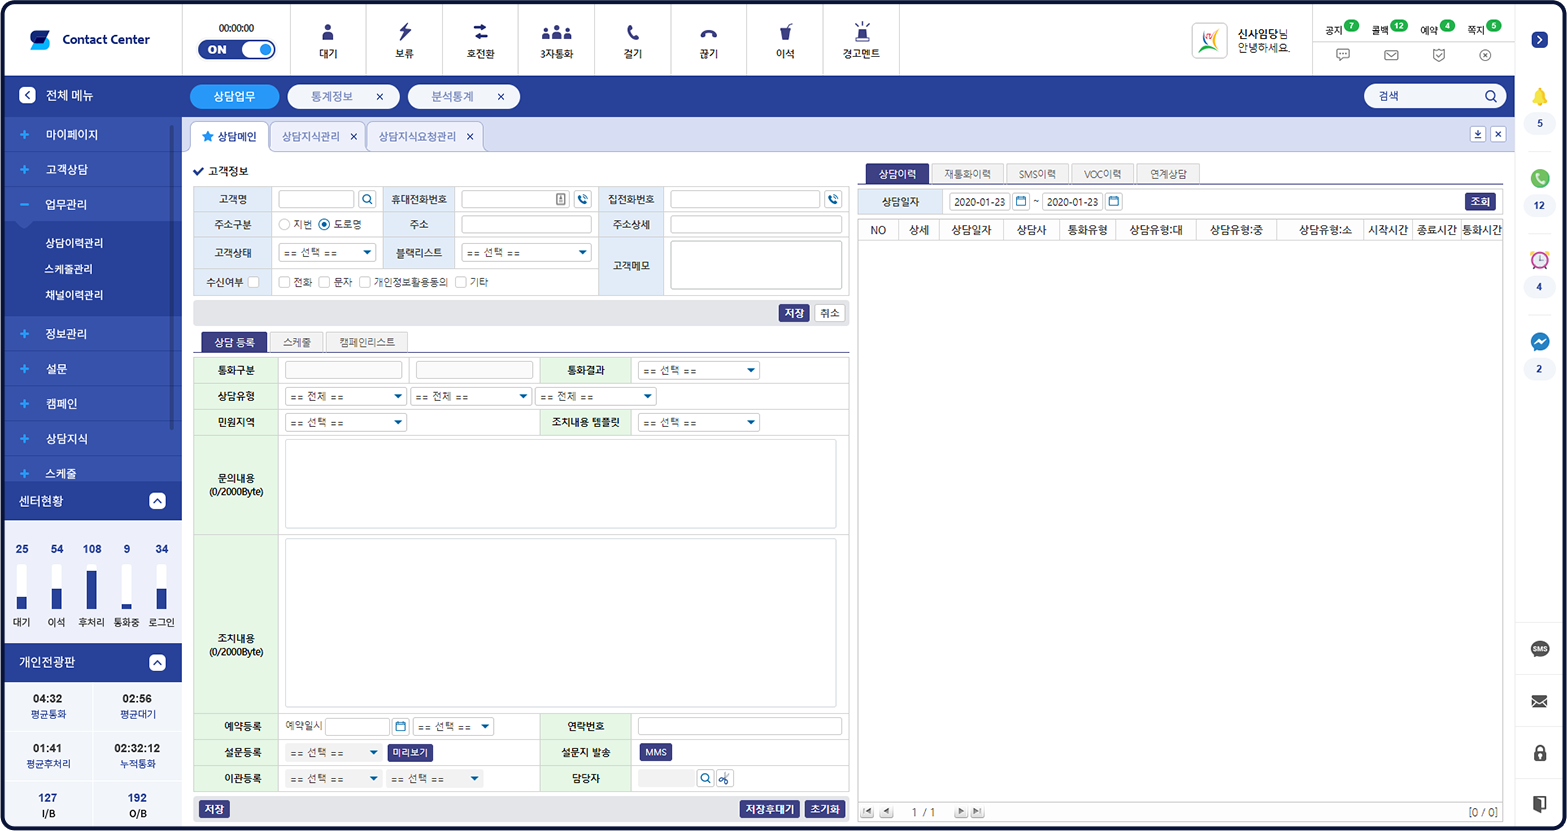 Contact Center
00:00:00
ON
대기
보류
호전환
3자통화
걸기
끊기
이석
경고멘트
신사임당님
안녕하세요.
공지 7
콜백 12
예약 4
쪽지 5
전체 메뉴
상담업무
통계정보
분석통계
검색
마이페이지
고객상담
업무관리
상담이력관리
스케줄관리
채널이력관리
정보관리
설문
캠페인
상담지식
스케줄
센터현황
25 54 108 9 34
대기 이석 후처리 통화중 로그인
개인전광판
04:32 02:56
평균통화 평균대기
01:41 02:32:12
평균후처리 누적통화
127 192
I/B O/B
상담메인
상담지식관리
상담지식요청관리
고객정보
고객명 휴대전화번호 집전화번호
주소구분 지번 도로명 주소 주소상세
고객상태 == 선택 == 블랙리스트 == 선택 == 고객메모
수신여부 전화 문자 개인정보활용동의 기타
저장 취소
상담 등록 스케줄 캠페인리스트
통화구분 통화결과 == 선택 ==
상담유형 == 전체 == == 전체 == == 전체 ==
민원지역 == 선택 == 조치내용 템플릿 == 선택 ==
문의내용
(0/2000Byte)
조치내용
(0/2000Byte)
예약등록 예약일시 == 선택 == 연락번호
설문등록 == 선택 == 미리보기 설문지 발송 MMS
이관등록 == 선택 == == 선택 == 담당자
저장 저장후대기 초기화
상담이력 재통화이력 SMS이력 VOC이력 연계상담
상담일자 2020-01-23 ~ 2020-01-23 조회
NO 상세 상담일자 상담사 통화유형 상담유형:대 상담유형:중 상담유형:소 시작시간 종료시간 통화시간
1 / 1
[0 / 0]
5
12
4
2
SMS